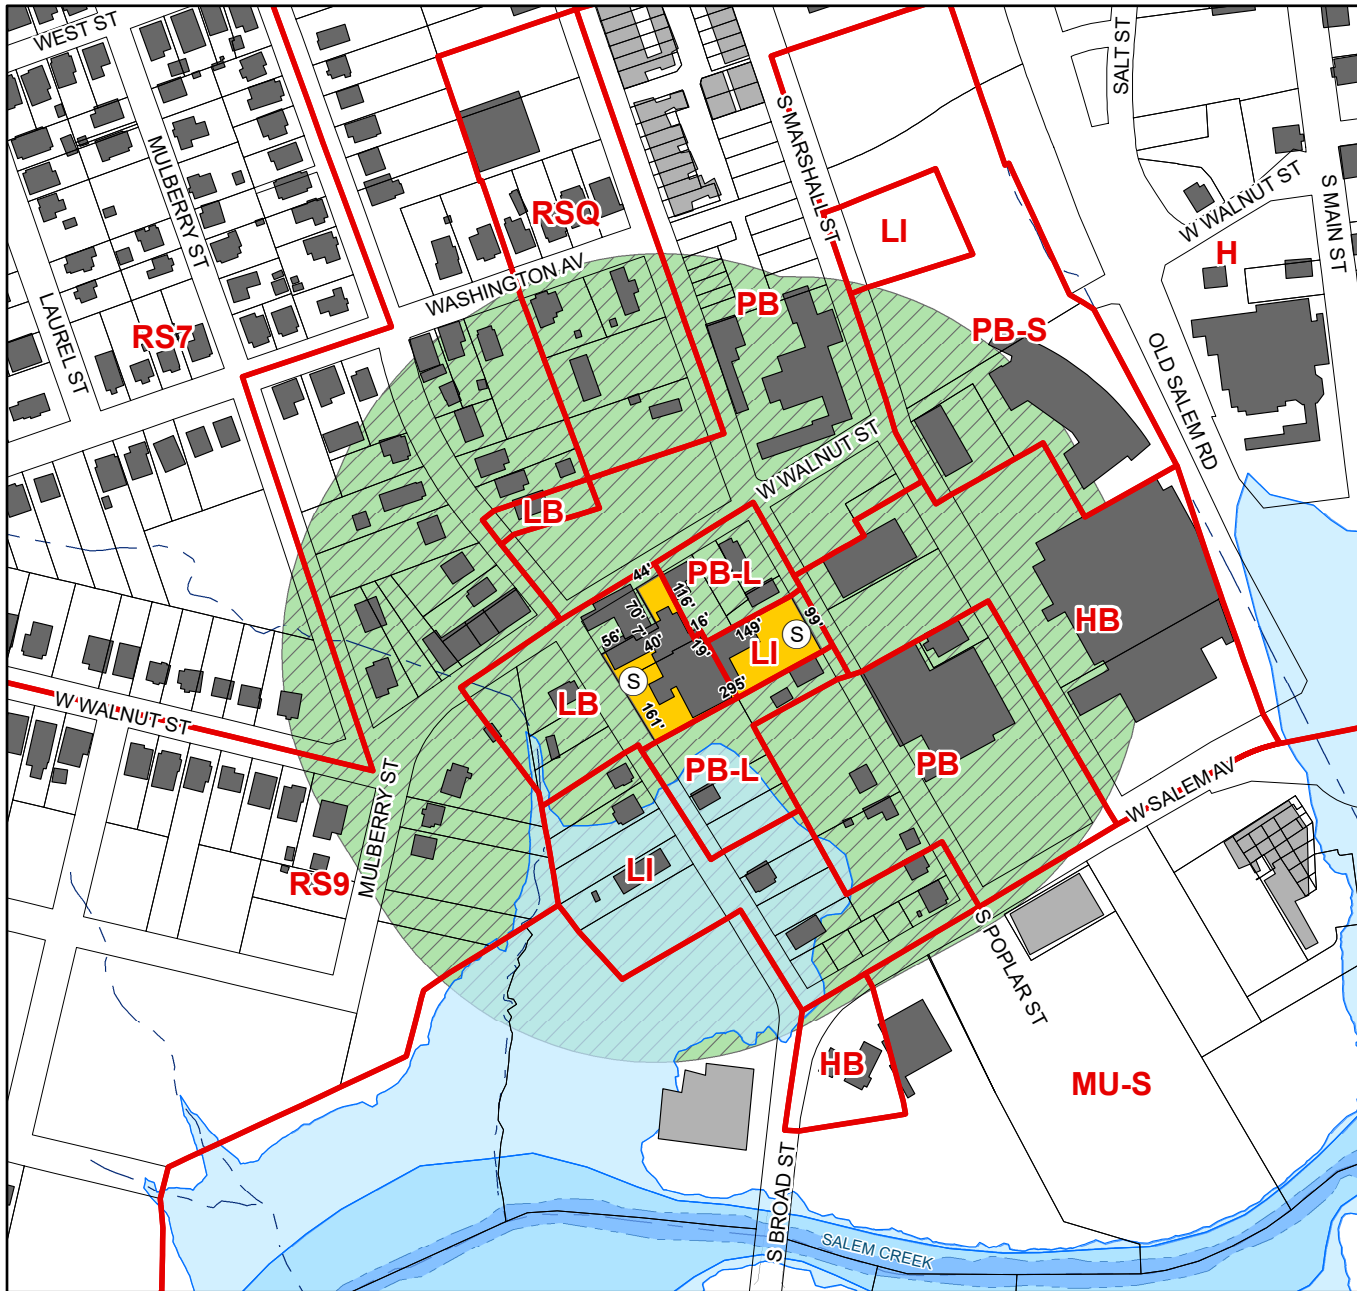 WEST ST
SALT ST
S MARSHALL ST
MULBERRY ST
W WALNUT ST
S MAIN ST
RSQ
LI
H
WASHINGTON AV
LAUREL ST
RS7
PB
PB-S
OLD SALEM RD
W WALNUT ST
LB
PB-L
44'
116'
70'
16'
7'
40'
56'
19'
149'
99'
S
LI
HB
S
295'
161'
LB
W WALNUT ST
PB-L
PB
MULBERRY ST
W SALEM AV
RS9
LI
S POPLAR ST
HB
MU-S
S BROAD ST
SALEM CREEK